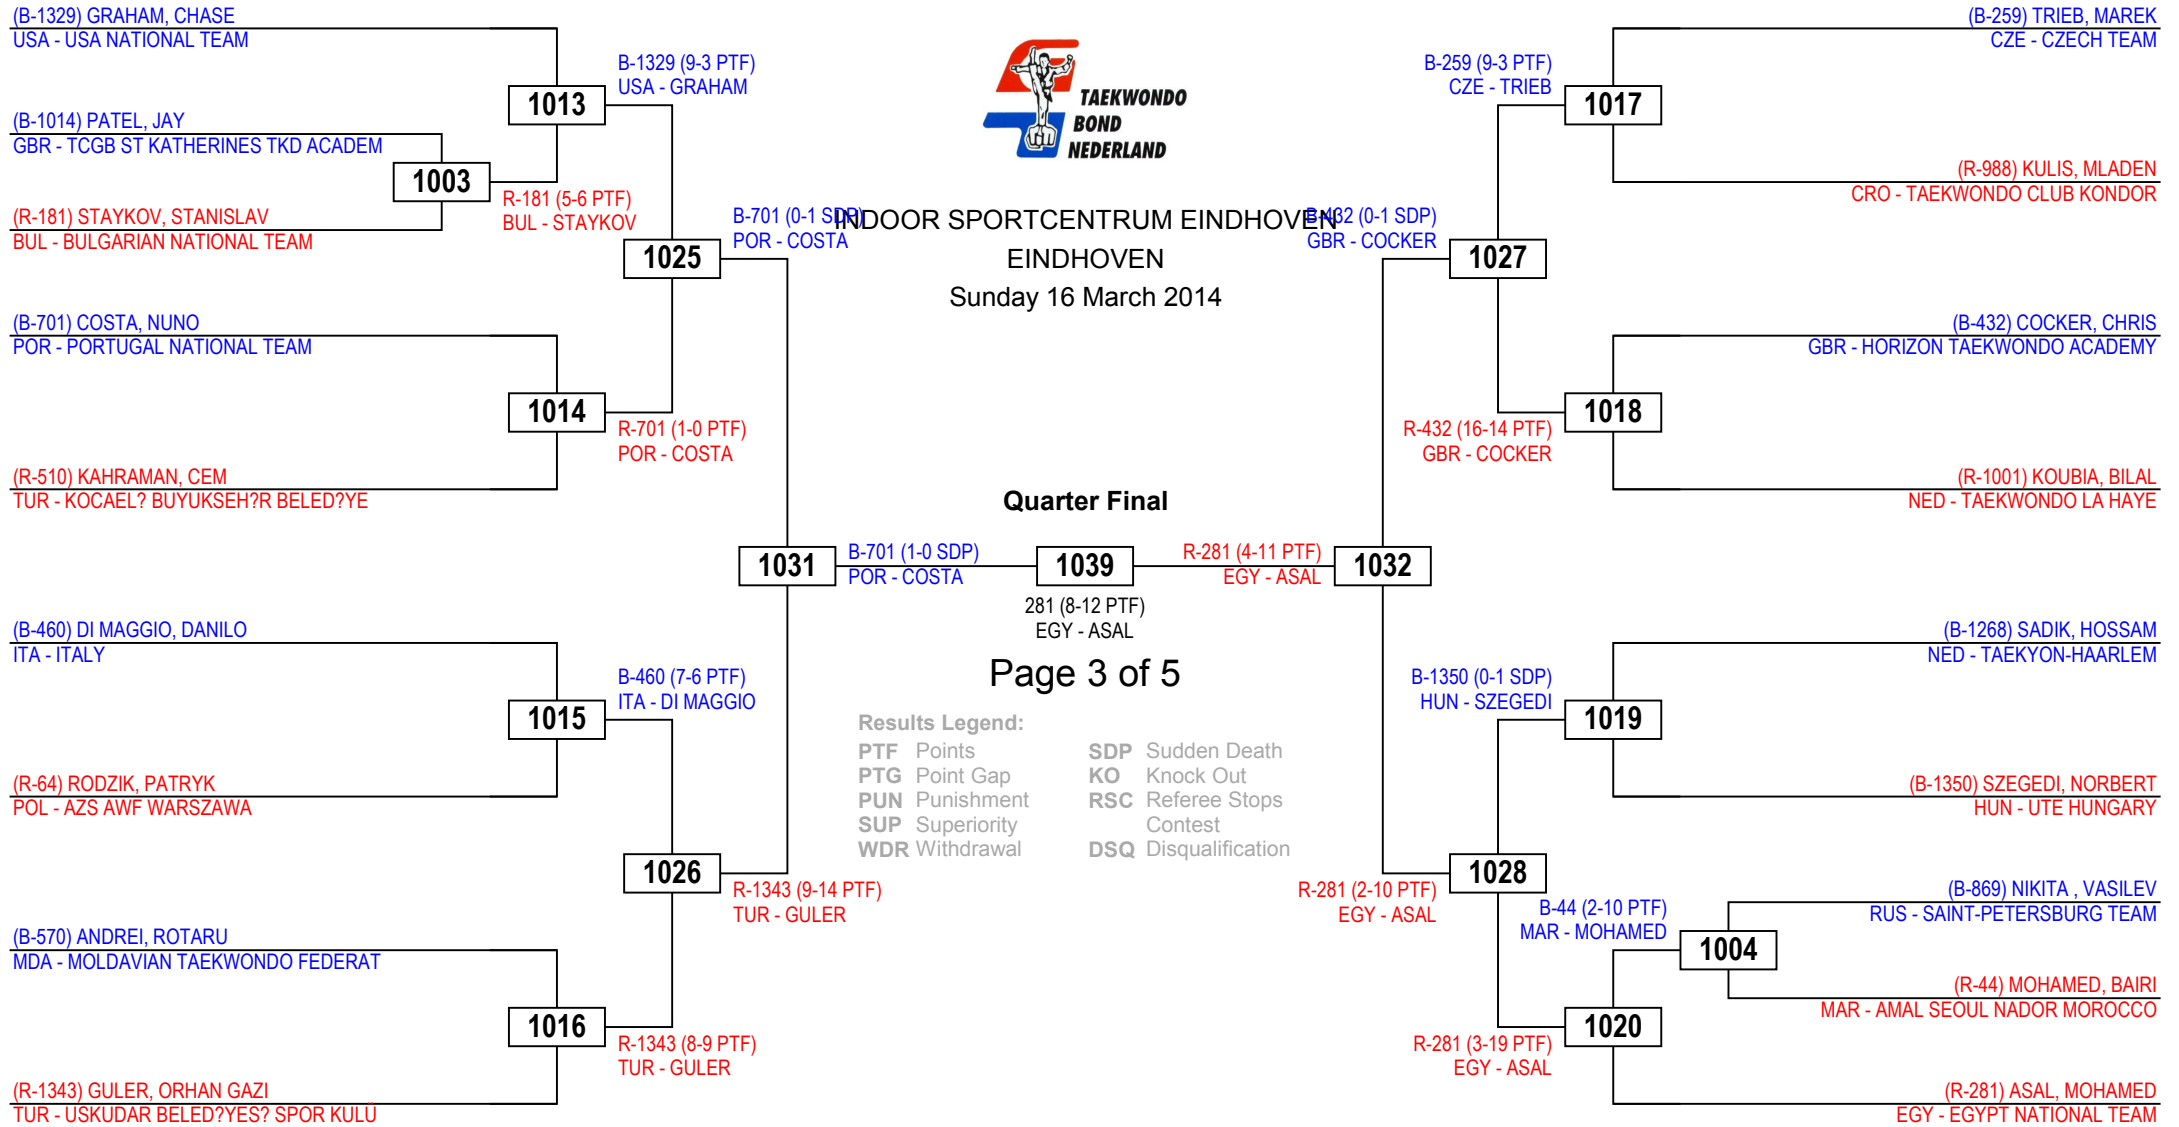 (B-1329) GRAHAM, CHASE
USA - USA NATIONAL TEAM
(B-1014) PATEL, JAY
GBR - TCGB ST KATHERINES TKD ACADEM
(R-181) STAYKOV, STANISLAV
BUL - BULGARIAN NATIONAL TEAM
(B-701) COSTA, NUNO
POR - PORTUGAL NATIONAL TEAM
(R-510) KAHRAMAN, CEM
TUR - KOCAEL? BUYUKSEH?R BELED?YE
(B-460) DI MAGGIO, DANILO
ITA - ITALY
(R-64) RODZIK, PATRYK
POL - AZS AWF WARSZAWA
(B-570) ANDREI, ROTARU
MDA - MOLDAVIAN TAEKWONDO FEDERAT
(R-1343) GULER, ORHAN GAZI
TUR - USKUDAR BELED?YES? SPOR KULÜ
1003
1013
1014
1015
1016
B-1329 (9-3 PTF)
USA - GRAHAM
R-181 (5-6 PTF)
BUL - STAYKOV
R-701 (1-0 PTF)
POR - COSTA
B-460 (7-6 PTF)
ITA - DI MAGGIO
R-1343 (8-9 PTF)
TUR - GULER
1025
1026
B-701 (0-1 SDP)
POR - COSTA
R-1343 (9-14 PTF)
TUR - GULER
1031
B-701 (1-0 SDP)
POR - COSTA
TAEKWONDO
BOND
NEDERLAND
INDOOR SPORTCENTRUM EINDHOVEN
EINDHOVEN
Sunday 16 March 2014
Quarter Final
1039
281 (8-12 PTF)
EGY - ASAL
Page 3 of 5
Results Legend:
PTF Points
PTG Point Gap
PUN Punishment
SUP Superiority
WDR Withdrawal
SDP Sudden Death
KO Knock Out
RSC Referee Stops
Contest
DSQ Disqualification
R-281 (4-11 PTF)
EGY - ASAL
1032
B-432 (0-1 SDP)
GBR - COCKER
R-281 (2-10 PTF)
EGY - ASAL
1027
1028
B-259 (9-3 PTF)
CZE - TRIEB
R-432 (16-14 PTF)
GBR - COCKER
B-1350 (0-1 SDP)
HUN - SZEGEDI
B-44 (2-10 PTF)
MAR - MOHAMED
R-281 (3-19 PTF)
EGY - ASAL
1017
1018
1019
1004
1020
(B-259) TRIEB, MAREK
CZE - CZECH TEAM
(R-988) KULIS, MLADEN
CRO - TAEKWONDO CLUB KONDOR
(B-432) COCKER, CHRIS
GBR - HORIZON TAEKWONDO ACADEMY
(R-1001) KOUBIA, BILAL
NED - TAEKWONDO LA HAYE
(B-1268) SADIK, HOSSAM
NED - TAEKYON-HAARLEM
(B-1350) SZEGEDI, NORBERT
HUN - UTE HUNGARY
(B-869) NIKITA , VASILEV
RUS - SAINT-PETERSBURG TEAM
(R-44) MOHAMED, BAIRI
MAR - AMAL SEOUL NADOR MOROCCO
(R-281) ASAL, MOHAMED
EGY - EGYPT NATIONAL TEAM